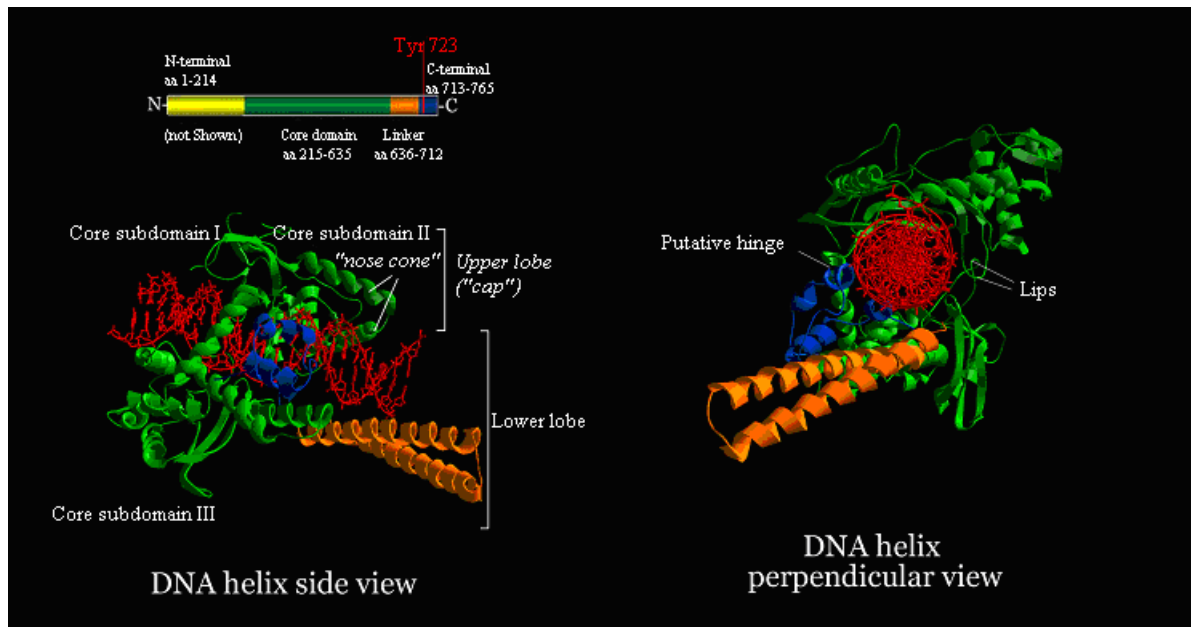 Tyr 723
N-terminal
aa 1-214
C-terminal
aa 713-765
N
C
(not Shown)
Core domain
aa 215-635
Linker
aa 636-712
Core subdomain I
Core subdomain II
"nose cone"
Upper lobe
("cap")
Lower lobe
Core subdomain III
DNA helix side view
Putative hinge
Lips
DNA helix
perpendicular view